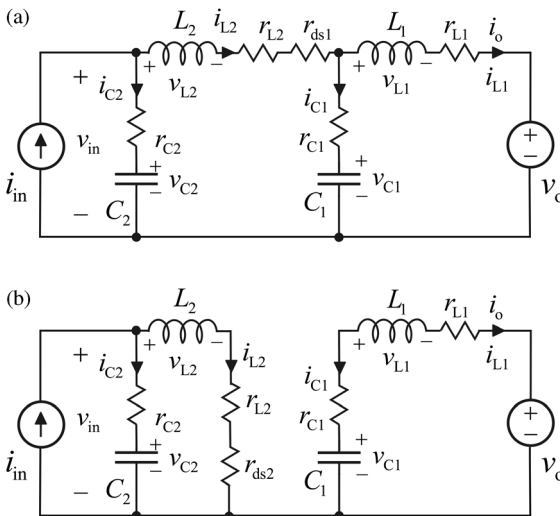 (a)
L2 iL2 rL2 rds1 L1 rL1 io
+ vL2 − + vL1 − iL1
+ iC2 iC1
vin rC2 rC1 +
iin + vC2 − + vC1 − −
− C2 C1 vo
(b)
L2 L1 rL1 io
+ vL2 − iL2 + vL1 − iL1
+ iC2 iC1
vin rC2 rL2 rC1 +
iin + vC2 − rds2 + vC1 − −
− C2 C1 vo